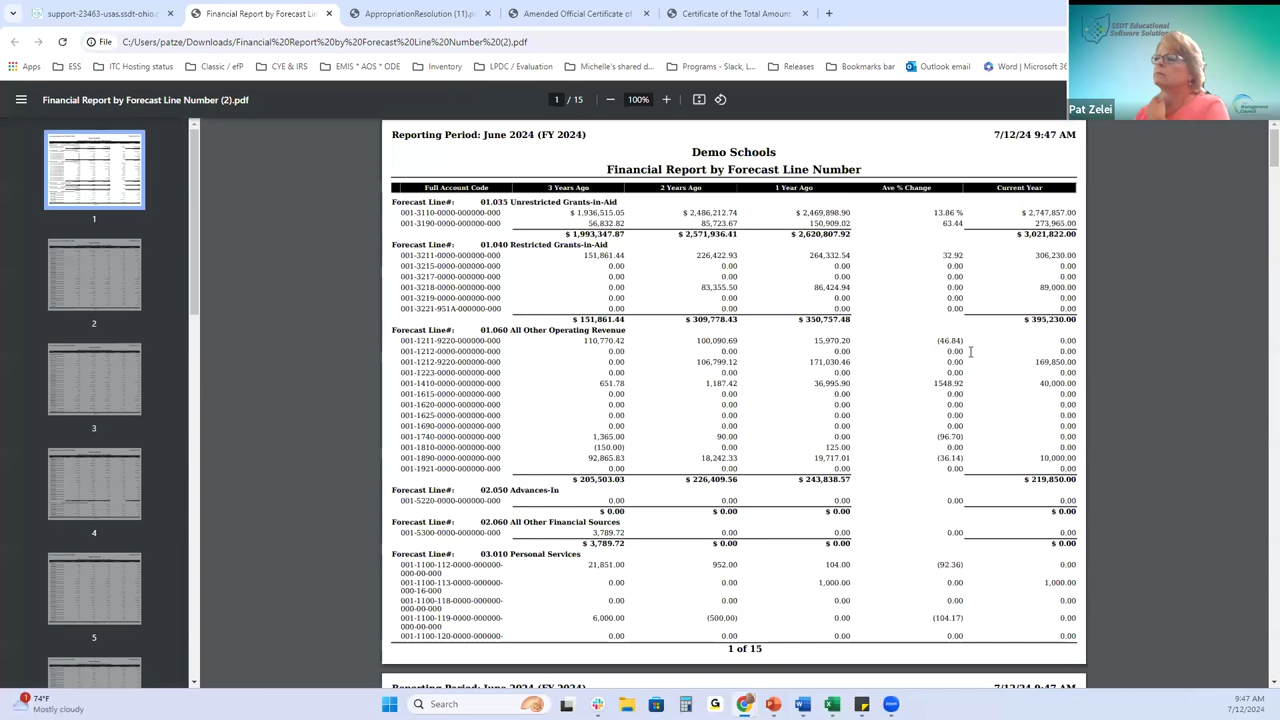 support-23463-usas.ssdt-ohio.c
Financial Report by Forecast Lin
AppropriationResolution (11).pd
Amended Official Certificate of
Certificate of the Total Amount
File
C:/Users/patze/Downloads/Financial%20Report%20by%20Forecast%20Line%20Number%20(2).pdf
Apps ESS ITC Hosting status Classic / efP CYE & IRS EMIS * AOS * ODE Inventory LPDC / Evaluation Michelle's shared d... Programs - Slack, L... Releases Bookmarks bar Outlook email Word | Microsoft 36
Financial Report by Forecast Line Number (2).pdf
1 / 15
100%
SSDT Educational
Software Solutions
Management
Council
Pat Zelei
1
2
3
4
5
Reporting Period: June 2024 (FY 2024) 7/12/24 9:47 AM
Demo Schools
Financial Report by Forecast Line Number
Full Account Code 3 Years Ago 2 Years Ago 1 Year Ago Ave % Change Current Year
Forecast Line#: 01.035 Unrestricted Grants-in-Aid
001-3110-0000-000000-000 $ 1,936,515.05 $ 2,486,212.74 $ 2,469,898.90 13.86 % $ 2,747,857.00
001-3190-0000-000000-000 56,832.82 85,723.67 150,909.02 63.44 273,965.00
$ 1,993,347.87 $ 2,571,936.41 $ 2,620,807.92 $ 3,021,822.00
Forecast Line#: 01.040 Restricted Grants-in-Aid
001-3211-0000-000000-000 151,861.44 226,422.93 264,332.54 32.92 306,230.00
001-3215-0000-000000-000 0.00 0.00 0.00 0.00 0.00
001-3217-0000-000000-000 0.00 0.00 0.00 0.00 0.00
001-3218-0000-000000-000 0.00 83,355.50 86,424.94 0.00 89,000.00
001-3219-0000-000000-000 0.00 0.00 0.00 0.00 0.00
001-3221-951A-000000-000 0.00 0.00 0.00 0.00 0.00
$ 151,861.44 $ 309,778.43 $ 350,757.48 $ 395,230.00
Forecast Line#: 01.060 All Other Operating Revenue
001-1211-9220-000000-000 110,770.42 100,090.69 15,970.20 (46.84) 0.00
001-1212-0000-000000-000 0.00 0.00 0.00 0.00 0.00
001-1212-9220-000000-000 0.00 106,799.12 171,030.46 0.00 169,850.00
001-1223-0000-000000-000 0.00 0.00 0.00 0.00 0.00
001-1410-0000-000000-000 651.78 1,187.42 36,995.90 1548.92 40,000.00
001-1615-0000-000000-000 0.00 0.00 0.00 0.00 0.00
001-1620-0000-000000-000 0.00 0.00 0.00 0.00 0.00
001-1625-0000-000000-000 0.00 0.00 0.00 0.00 0.00
001-1690-0000-000000-000 0.00 0.00 0.00 0.00 0.00
001-1740-0000-000000-000 1,365.00 90.00 0.00 (96.70) 0.00
001-1810-0000-000000-000 (150.00) 0.00 125.00 0.00 0.00
001-1890-0000-000000-000 92,865.83 18,242.33 19,717.01 (36.14) 10,000.00
001-1921-0000-000000-000 0.00 0.00 0.00 0.00 0.00
$ 205,503.03 $ 226,409.56 $ 243,838.57 $ 219,850.00
Forecast Line#: 02.050 Advances-In
001-5220-0000-000000-000 0.00 0.00 0.00 0.00 0.00
$ 0.00 $ 0.00 $ 0.00 $ 0.00
Forecast Line#: 02.060 All Other Financial Sources
001-5300-0000-000000-000 3,789.72 0.00 0.00 0.00 0.00
$ 3,789.72 $ 0.00 $ 0.00 $ 0.00
Forecast Line#: 03.010 Personal Services
001-1100-112-0000-000000- 21,851.00 952.00 104.00 (92.36) 0.00
000-00-000
001-1100-113-0000-000000- 0.00 0.00 1,000.00 0.00 1,000.00
000-16-000
001-1100-118-0000-000000- 0.00 0.00 0.00 0.00 0.00
000-00-000
001-1100-119-0000-000000- 6,000.00 (500.00) 0.00 (104.17) 0.00
000-00-000
001-1100-120-0000-000000- 0.00 0.00 0.00 0.00 0.00
1 of 15
Reporting Period: June 2024 (FY 2024) 7/12/24 9:47 AM
74°F
Mostly cloudy
Search
9:47 AM
7/12/2024